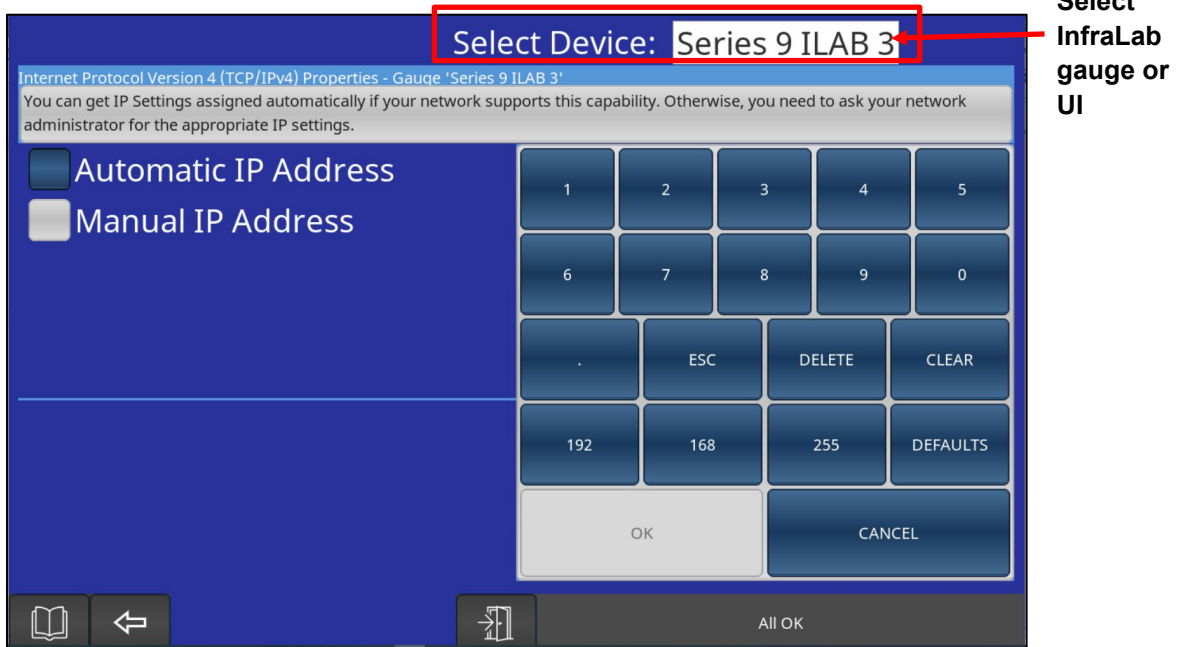 Select Device: Series 9 ILAB 3
Select
InfraLab
gauge or
UI
Internet Protocol Version 4 (TCP/IPv4) Properties - Gauge 'Series 9 ILAB 3'
You can get IP Settings assigned automatically if your network supports this capability. Otherwise, you need to ask your network
administrator for the appropriate IP settings.
Automatic IP Address
Manual IP Address
1 2 3 4 5
6 7 8 9 0
. ESC DELETE CLEAR
192 168 255 DEFAULTS
OK CANCEL
All OK